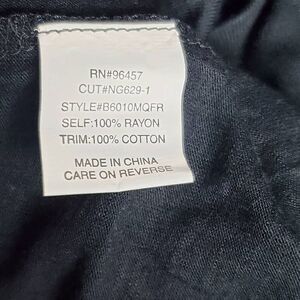 RN#96457
CUT#NG629-1
STYLE#B6010MQFR
SELF:100% RAYON
TRIM:100% COTTON
MADE IN CHINA
CARE ON REVERSE